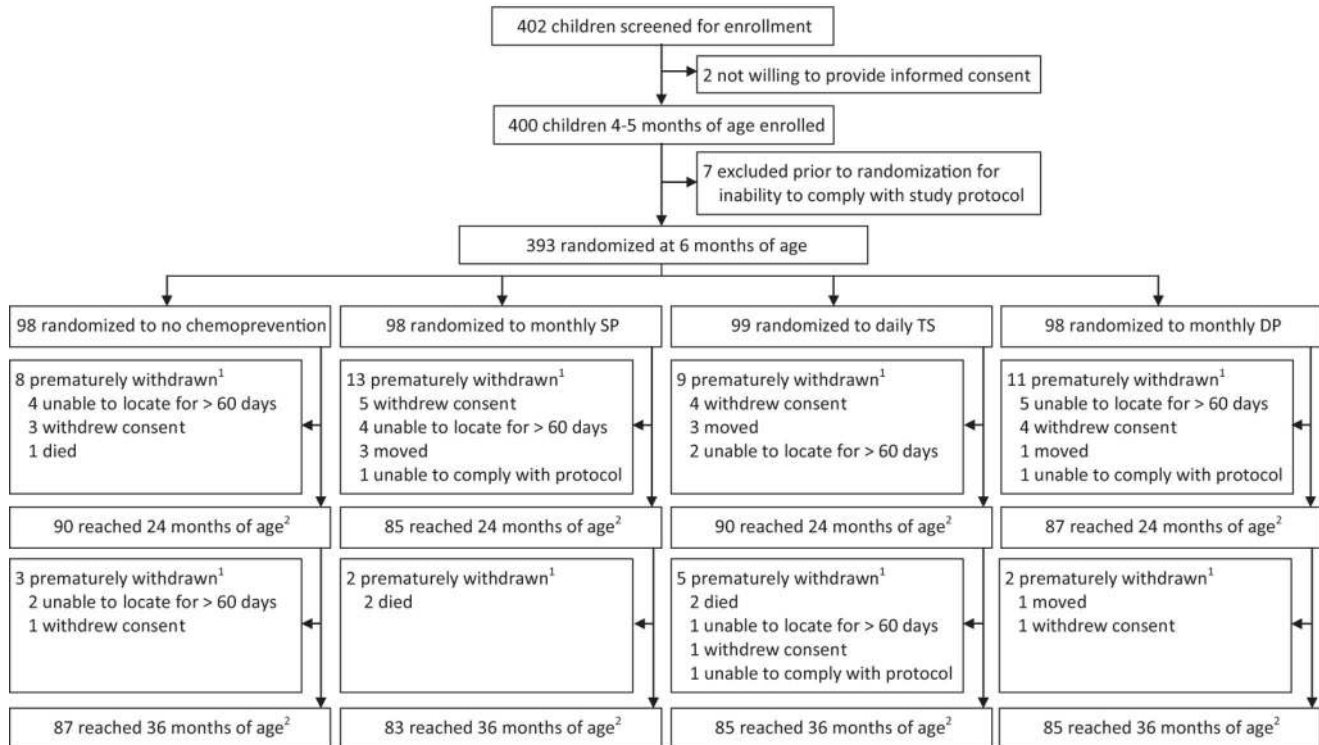 402 children screened for enrollment
2 not willing to provide informed consent
400 children 4-5 months of age enrolled
7 excluded prior to randomization for
inability to comply with study protocol
393 randomized at 6 months of age
98 randomized to no chemoprevention
98 randomized to monthly SP
99 randomized to daily TS
98 randomized to monthly DP
8 prematurely withdrawn¹
4 unable to locate for > 60 days
3 withdrew consent
1 died
13 prematurely withdrawn¹
5 withdrew consent
4 unable to locate for > 60 days
3 moved
1 unable to comply with protocol
9 prematurely withdrawn¹
4 withdrew consent
3 moved
2 unable to locate for > 60 days
11 prematurely withdrawn¹
5 unable to locate for > 60 days
4 withdrew consent
1 moved
1 unable to comply with protocol
90 reached 24 months of age²
85 reached 24 months of age²
90 reached 24 months of age²
87 reached 24 months of age²
3 prematurely withdrawn¹
2 unable to locate for > 60 days
1 withdrew consent
2 prematurely withdrawn¹
2 died
5 prematurely withdrawn¹
2 died
1 unable to locate for > 60 days
1 withdrew consent
1 unable to comply with protocol
2 prematurely withdrawn¹
1 moved
1 withdrew consent
87 reached 36 months of age²
83 reached 36 months of age²
85 reached 36 months of age²
85 reached 36 months of age²